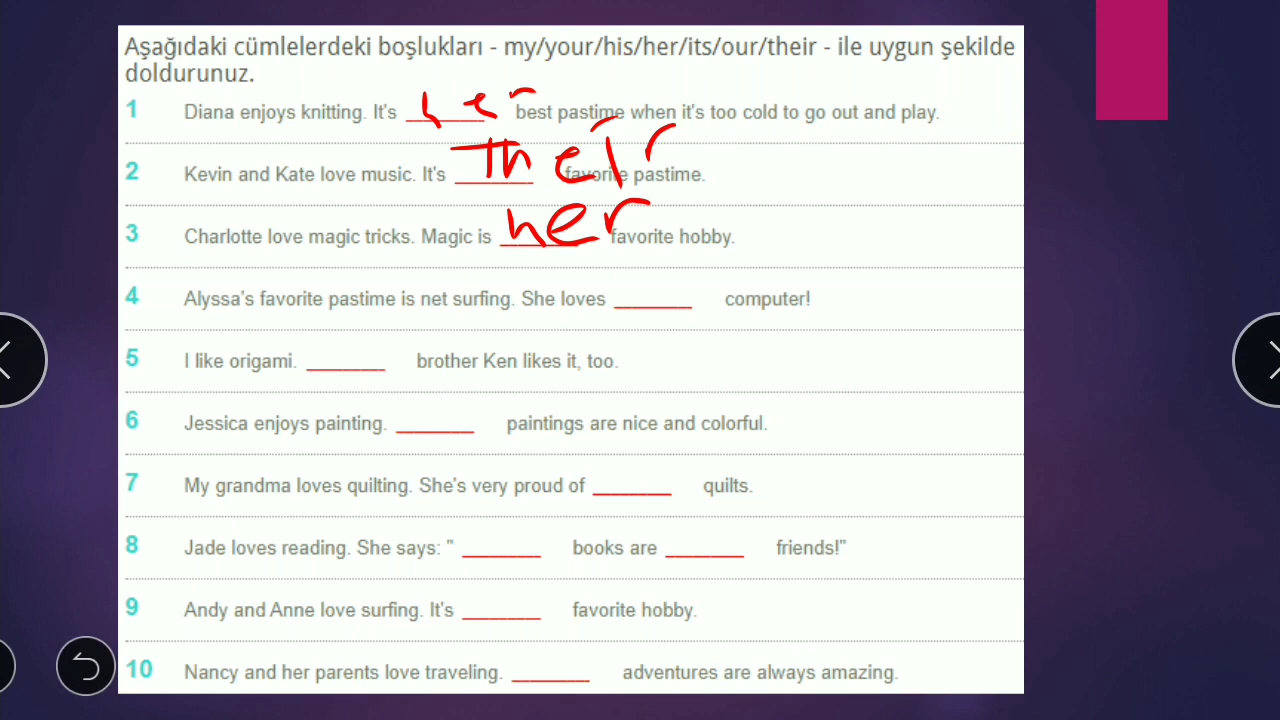 Aşağıdaki cümlelerdeki boşlukları - my/your/his/her/its/our/their - ile uygun şekilde
doldurunuz.
1 Diana enjoys knitting. It's her best pastime when it's too cold to go out and play.
2 Kevin and Kate love music. It's Their favorite pastime.
3 Charlotte love magic tricks. Magic is her favorite hobby.
4 Alyssa's favorite pastime is net surfing. She loves ________ computer!
5 I like origami. ________ brother Ken likes it, too.
6 Jessica enjoys painting. ________ paintings are nice and colorful.
7 My grandma loves quilting. She's very proud of ________ quilts.
8 Jade loves reading. She says: " ________ books are ________ friends!"
9 Andy and Anne love surfing. It's ________ favorite hobby.
10 Nancy and her parents love traveling. ________ adventures are always amazing.